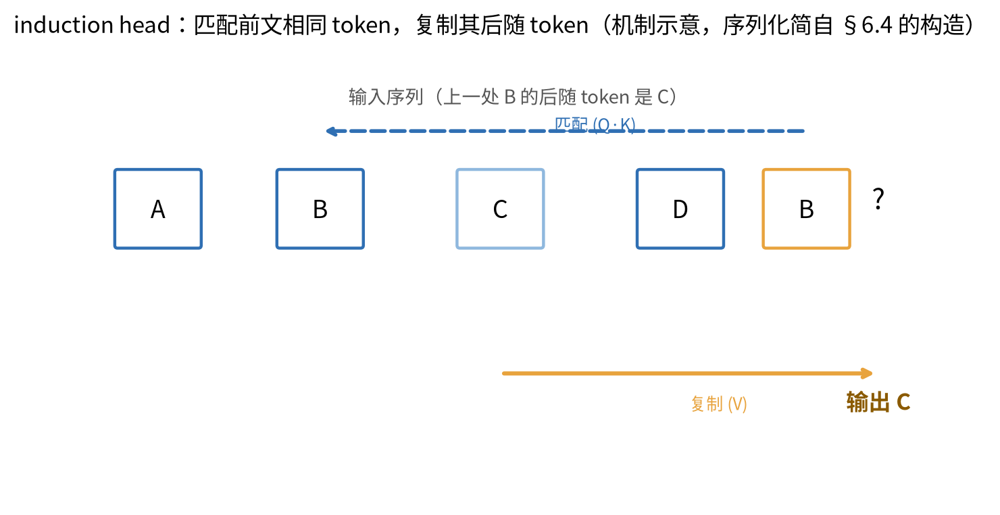 induction head：匹配前文相同 token，复制其后随 token（机制示意，序列化简自 §6.4 的构造）
输入序列（上一处 B 的后随 token 是 C）
匹配 (Q·K)
A B C D B ?
复制 (V)
输出 C